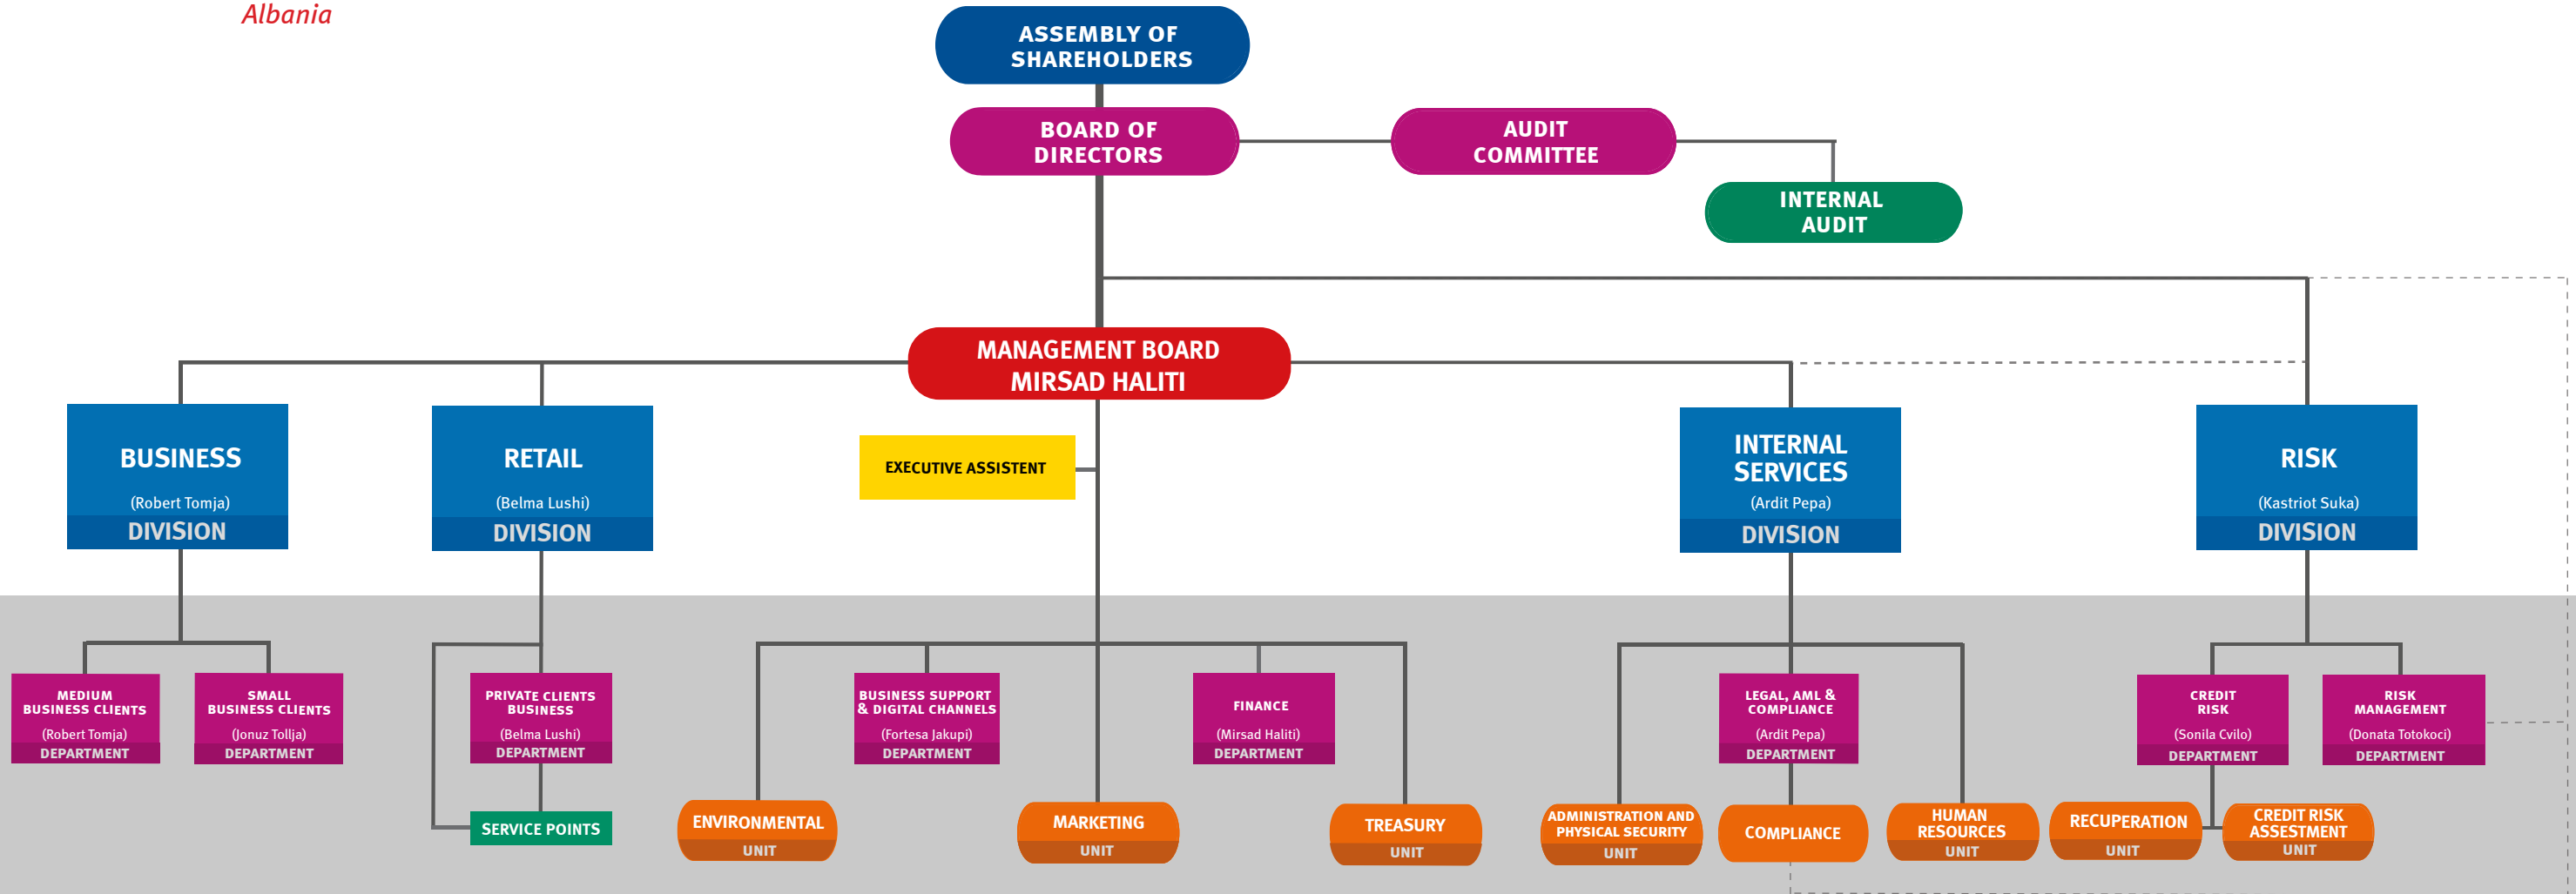 Albania
ASSEMBLY OF
SHAREHOLDERS
BOARD OF
DIRECTORS
AUDIT
COMMITTEE
INTERNAL
AUDIT
MANAGEMENT BOARD
MIRSAD HALITI
BUSINESS
(Robert Tomja)
DIVISION
RETAIL
(Belma Lushi)
DIVISION
EXECUTIVE ASSISTENT
INTERNAL
SERVICES
(Ardit Pepa)
DIVISION
RISK
(Kastriot Suka)
DIVISION
MEDIUM
BUSINESS CLIENTS
(Robert Tomja)
DEPARTMENT
SMALL
BUSINESS CLIENTS
(Jonuz Tollja)
DEPARTMENT
PRIVATE CLIENTS
BUSINESS
(Belma Lushi)
DEPARTMENT
BUSINESS SUPPORT
& DIGITAL CHANNELS
(Fortesa Jakupi)
DEPARTMENT
FINANCE
(Mirsad Haliti)
DEPARTMENT
LEGAL, AML &
COMPLIANCE
(Ardit Pepa)
DEPARTMENT
CREDIT
RISK
(Sonila Cvilo)
DEPARTMENT
RISK
MANAGEMENT
(Donata Totokoci)
DEPARTMENT
SERVICE POINTS
ENVIRONMENTAL
UNIT
MARKETING
UNIT
TREASURY
UNIT
ADMINISTRATION AND
PHYSICAL SECURITY
UNIT
COMPLIANCE
HUMAN
RESOURCES
UNIT
RECUPERATION
UNIT
CREDIT RISK
ASSESTMENT
UNIT